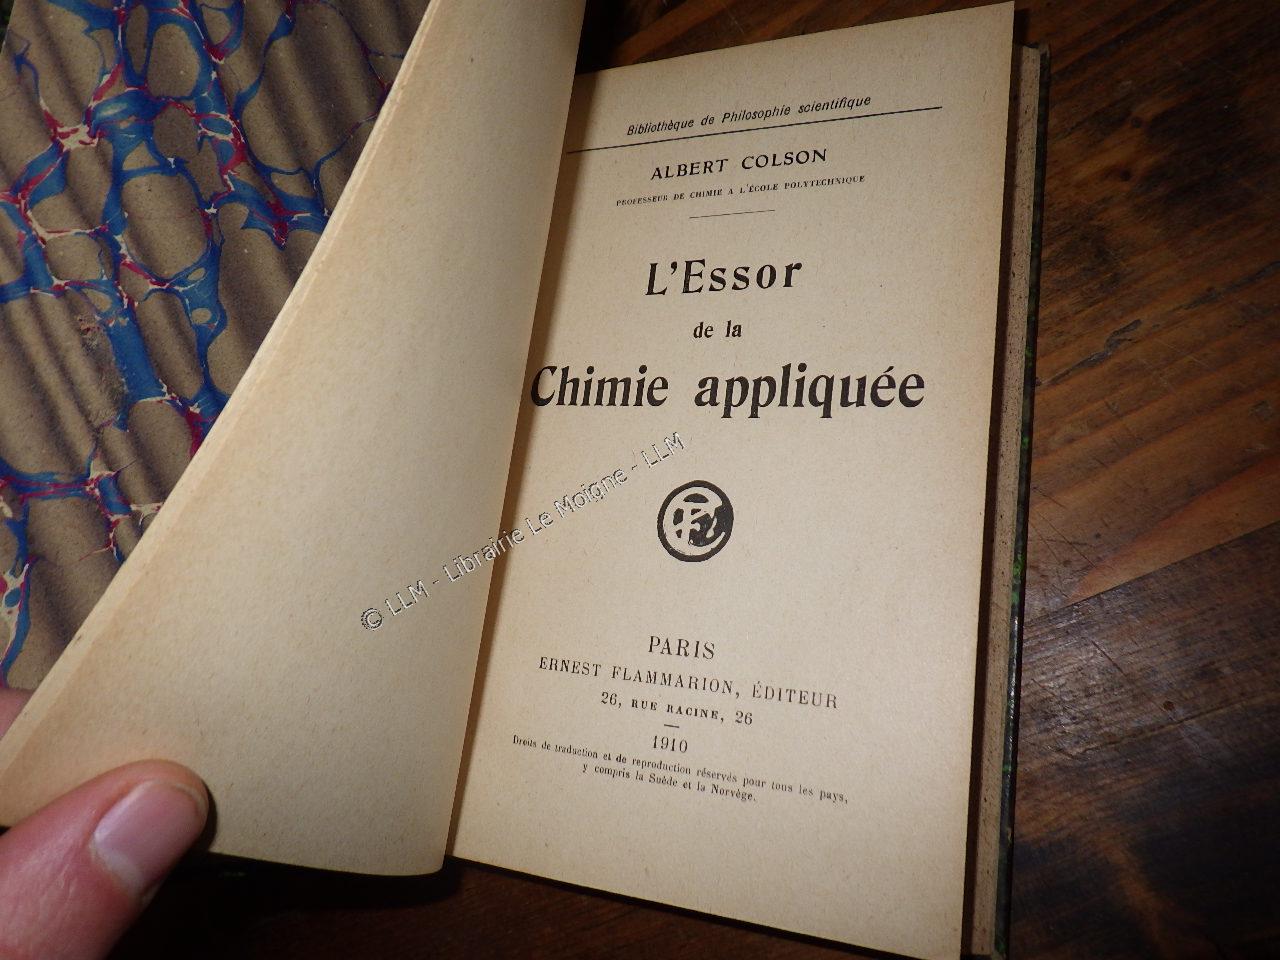 Bibliothèque de Philosophie scientifique
ALBERT COLSON
PROFESSEUR DE CHIMIE A L'ÉCOLE POLYTECHNIQUE
L'Essor
de la
Chimie appliquée
© LLM - Librairie Le Moigne - LLM
PARIS
ERNEST FLAMMARION, ÉDITEUR
26, RUE RACINE, 26
1910
Droits de traduction et de reproduction réservés pour tous les pays,
y compris la Suède et la Norvège.